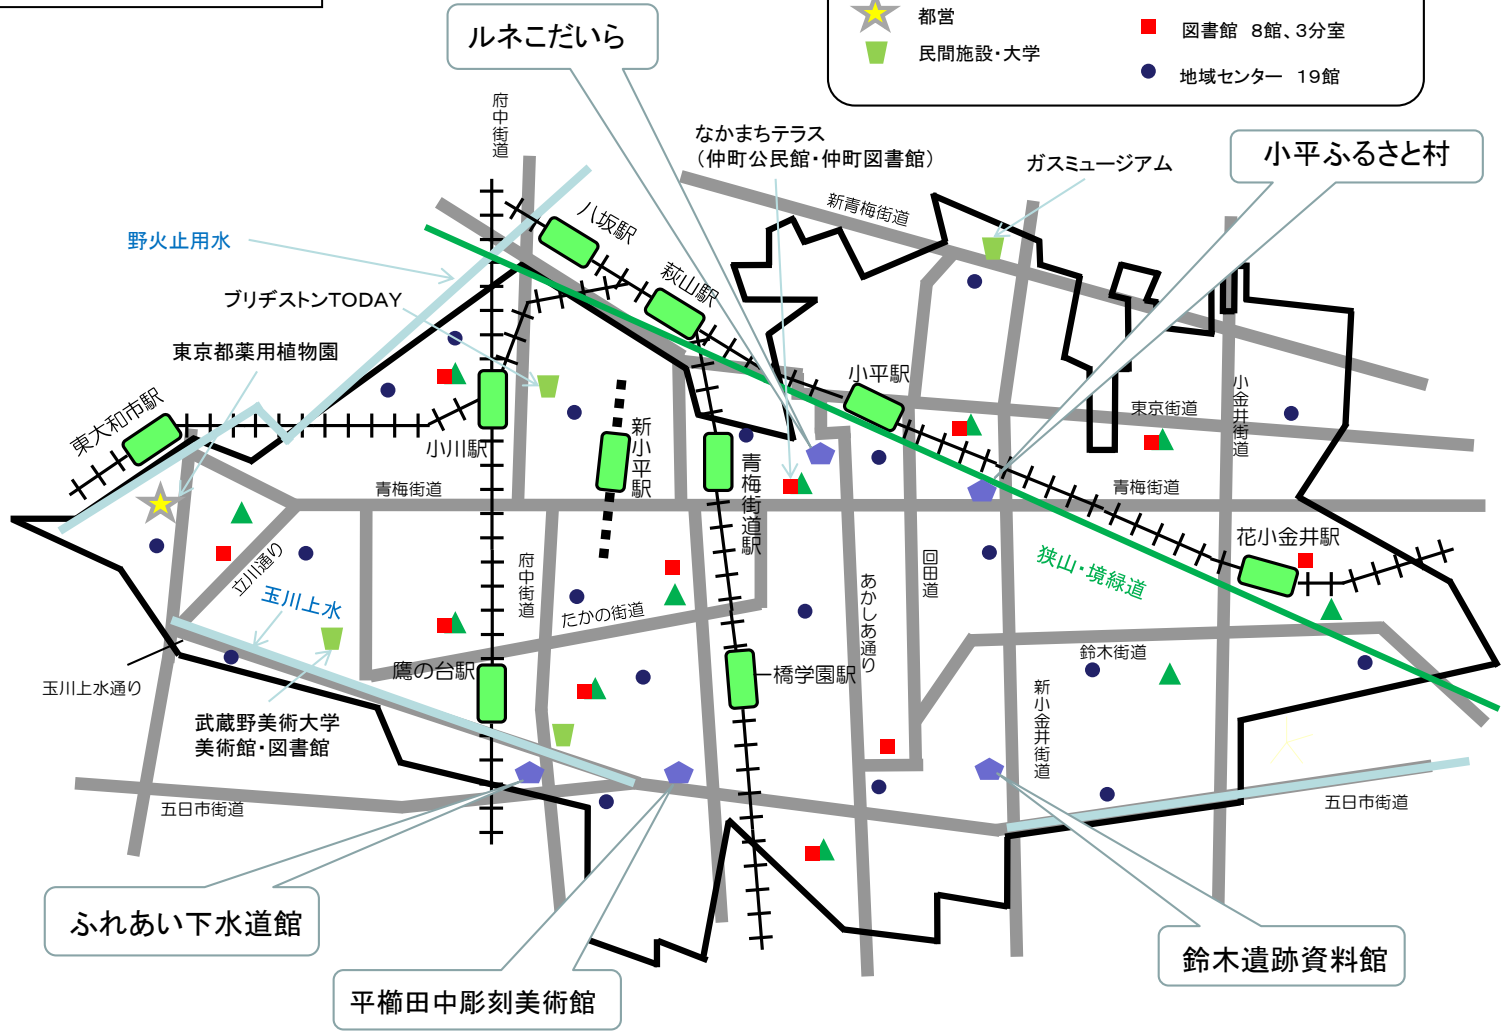 都営
図書館 8館、3分室
民間施設・大学
地域センター 19館
ルネこだいら
府中街道
なかまちテラス
(仲町公民館・仲町図書館)
ガスミュージアム
小平ふるさと村
新青梅街道
八坂駅
野火止用水
萩山駅
ブリヂストンTODAY
東京都薬用植物園
小平駅
小金井街道
東京街道
東大和市駅
小川駅
新小平駅
青梅街道駅
青梅街道
青梅街道
花小金井駅
立川通り
府中街道
狭山・境緑道
回田道
あかしあ通り
玉川上水
たかの街道
鈴木街道
鷹の台駅
一橋学園駅
玉川上水通り
新小金井街道
武蔵野美術大学
美術館・図書館
五日市街道
五日市街道
ふれあい下水道館
鈴木遺跡資料館
平櫛田中彫刻美術館